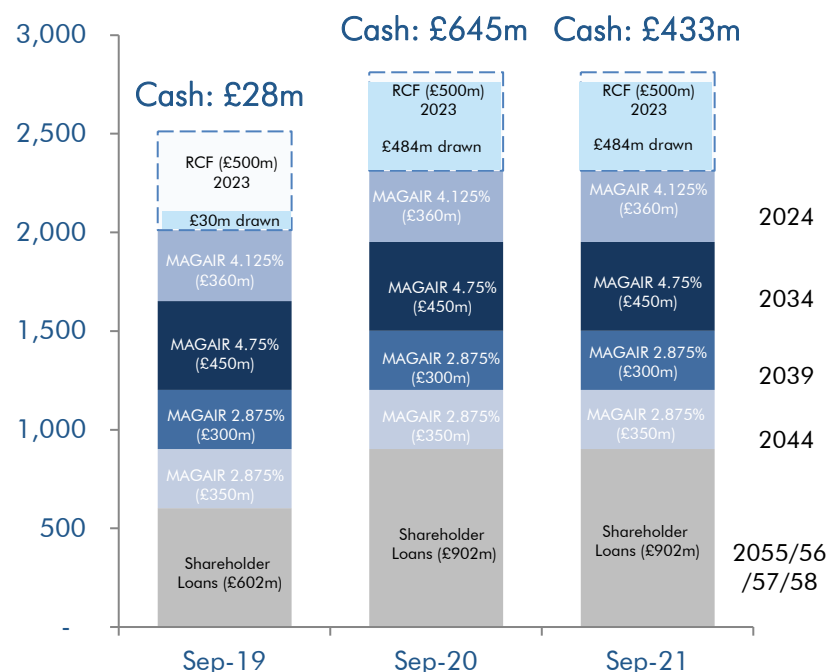 3,000
2,500
2,000
1,500
1,000
500
-
Cash: £28m
RCF (£500m)
2023
£30m drawn
MAGAIR 4.125%
(£360m)
MAGAIR 4.75%
(£450m)
MAGAIR 2.875%
(£300m)
MAGAIR 2.875%
(£350m)
Shareholder
Loans (£602m)
Sep-19
Cash: £645m
RCF (£500m)
2023
£484m drawn
MAGAIR 4.125%
(£360m)
MAGAIR 4.75%
(£450m)
MAGAIR 2.875%
(£300m)
MAGAIR 2.875%
(£350m)
Shareholder
Loans (£902m)
Sep-20
Cash: £433m
RCF (£500m)
2023
£484m drawn
MAGAIR 4.125%
(£360m)
MAGAIR 4.75%
(£450m)
MAGAIR 2.875%
(£300m)
MAGAIR 2.875%
(£350m)
Shareholder
Loans (£902m)
Sep-21
2024
2034
2039
2044
2055/56
/57/58